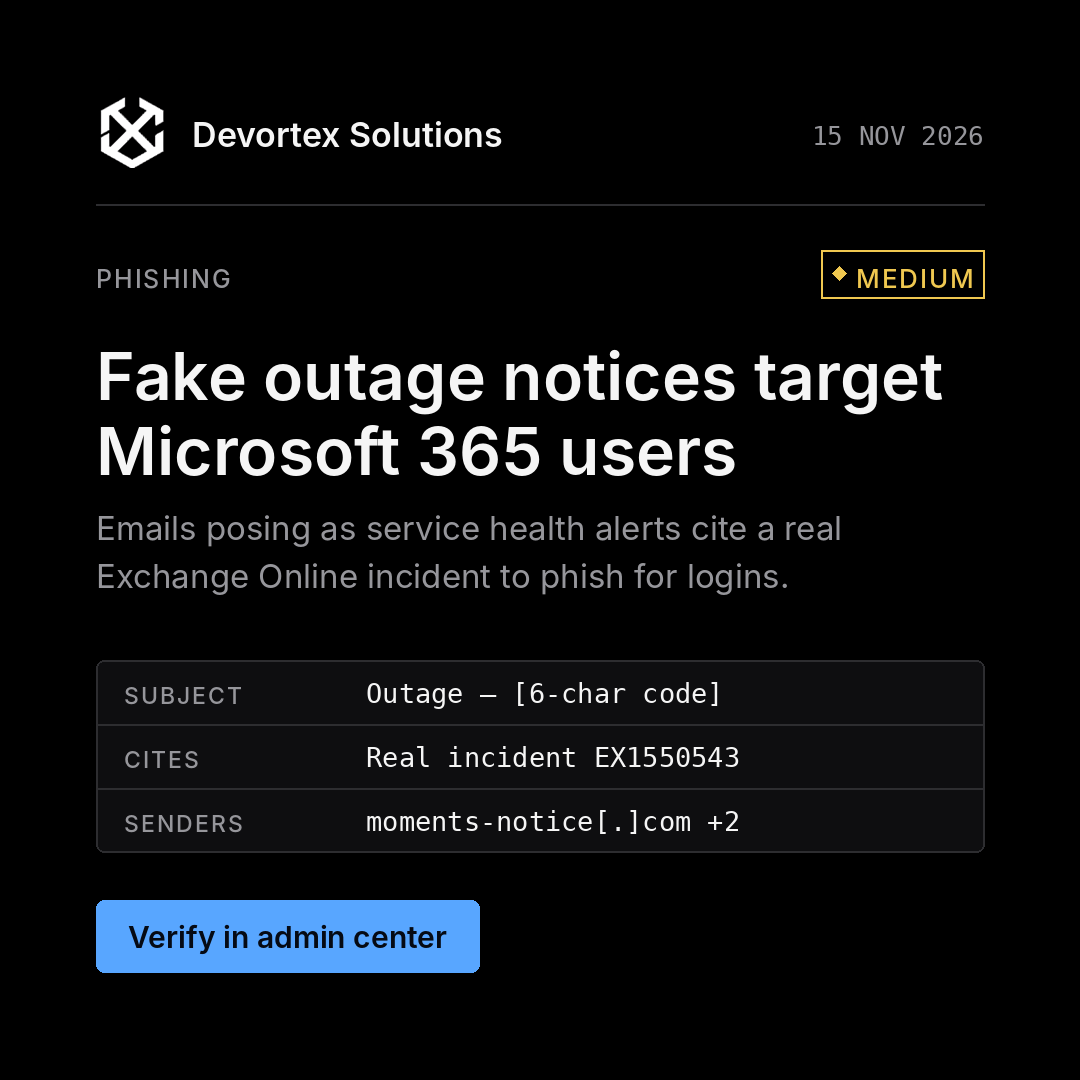 Devortex Solutions
15 NOV 2026
PHISHING
MEDIUM
Fake outage notices target
Microsoft 365 users
Emails posing as service health alerts cite a real
Exchange Online incident to phish for logins.
SUBJECT Outage — [6-char code]
CITES Real incident EX1550543
SENDERS moments-notice[.]com +2
Verify in admin center